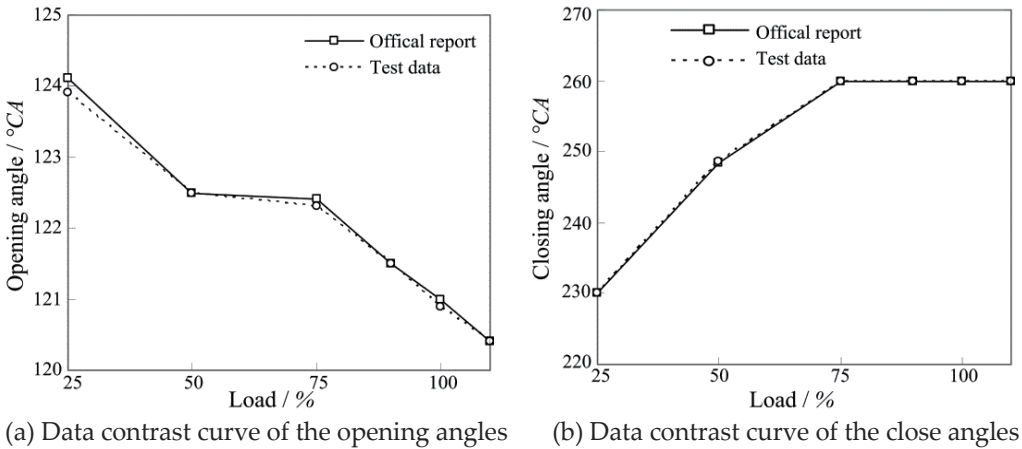 125
124
123
122
121
120
25
50
75
100
Opening angle / °CA
Load / %
Offical report
Test data
(a) Data contrast curve of the opening angles
270
260
250
240
230
220
25
50
75
100
Closing angle / °CA
Load / %
Offical report
Test data
(b) Data contrast curve of the close angles